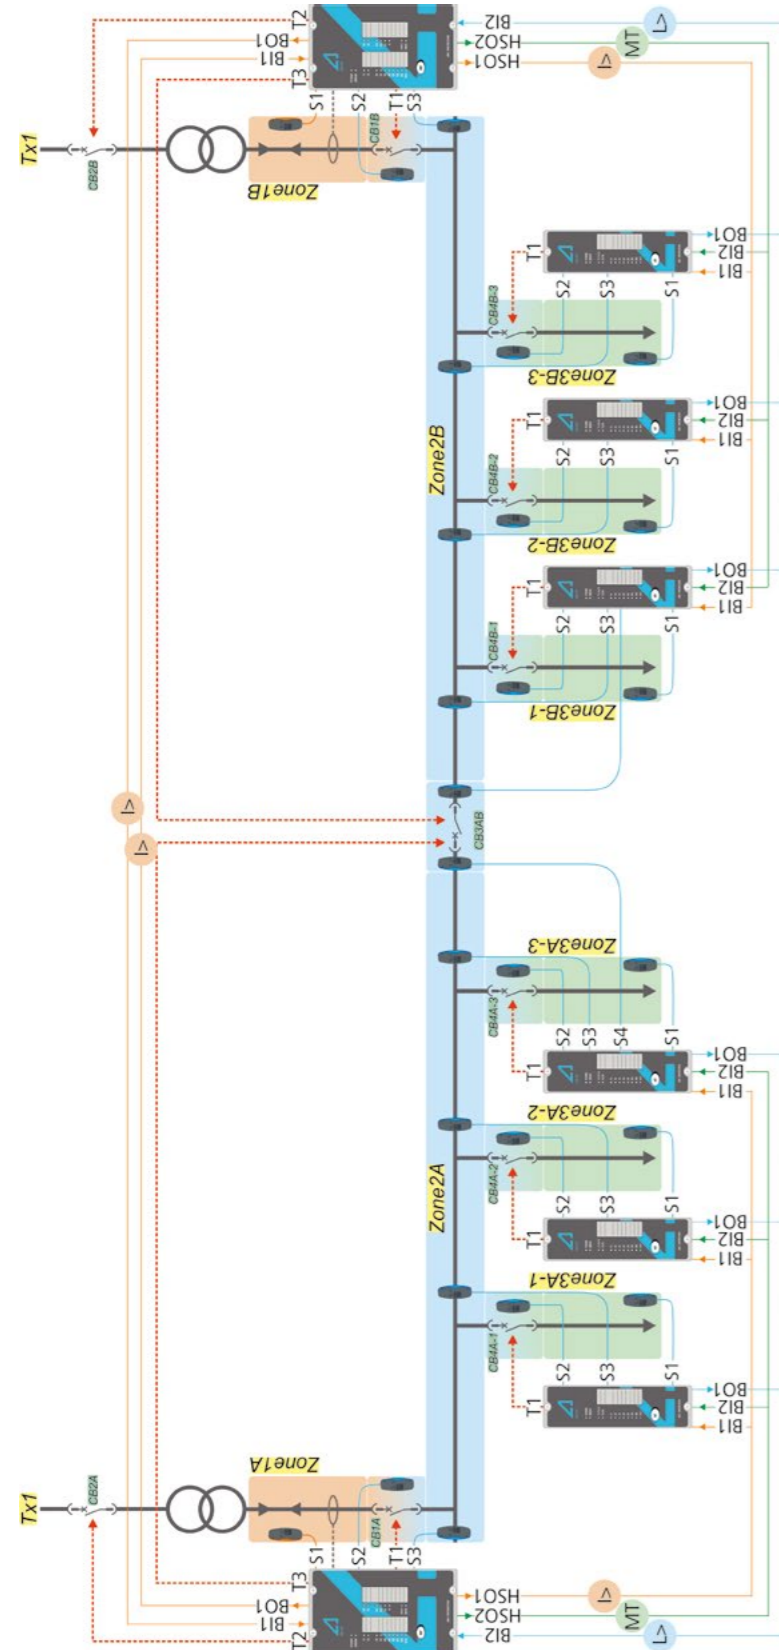 T2
BO1
BI1
T3
S1
S2
T1
S3
BI2
HSO2
HSO1
I>
MT
L>
Tx1
CB2B
Zone1B
CB1B
T1
S2
S3
S1
BO1
BI2
BI1
CB4B-3
Zone3B-3
Zone2B
T1
S2
S3
S1
BO1
BI2
BI1
CB4B-2
Zone3B-2
T1
S2
S3
S1
BO1
BI2
BI1
CB4B-1
Zone3B-1
I>
I>
CB3AB
Zone3A-3
CB4A-3
S2
S3
S4
S1
T1
BO1
BI2
BI1
Zone3A-2
Zone2A
CB4A-2
S2
S3
S1
T1
BO1
BI2
BI1
Zone3A-1
CB4A-1
S2
S3
S1
T1
BO1
BI2
BI1
Tx1
CB2A
Zone1A
CB1A
S1
S2
T1
S3
T3
BO1
BI1
T2
HSO1
HSO2
BI2
I>
MT
L>